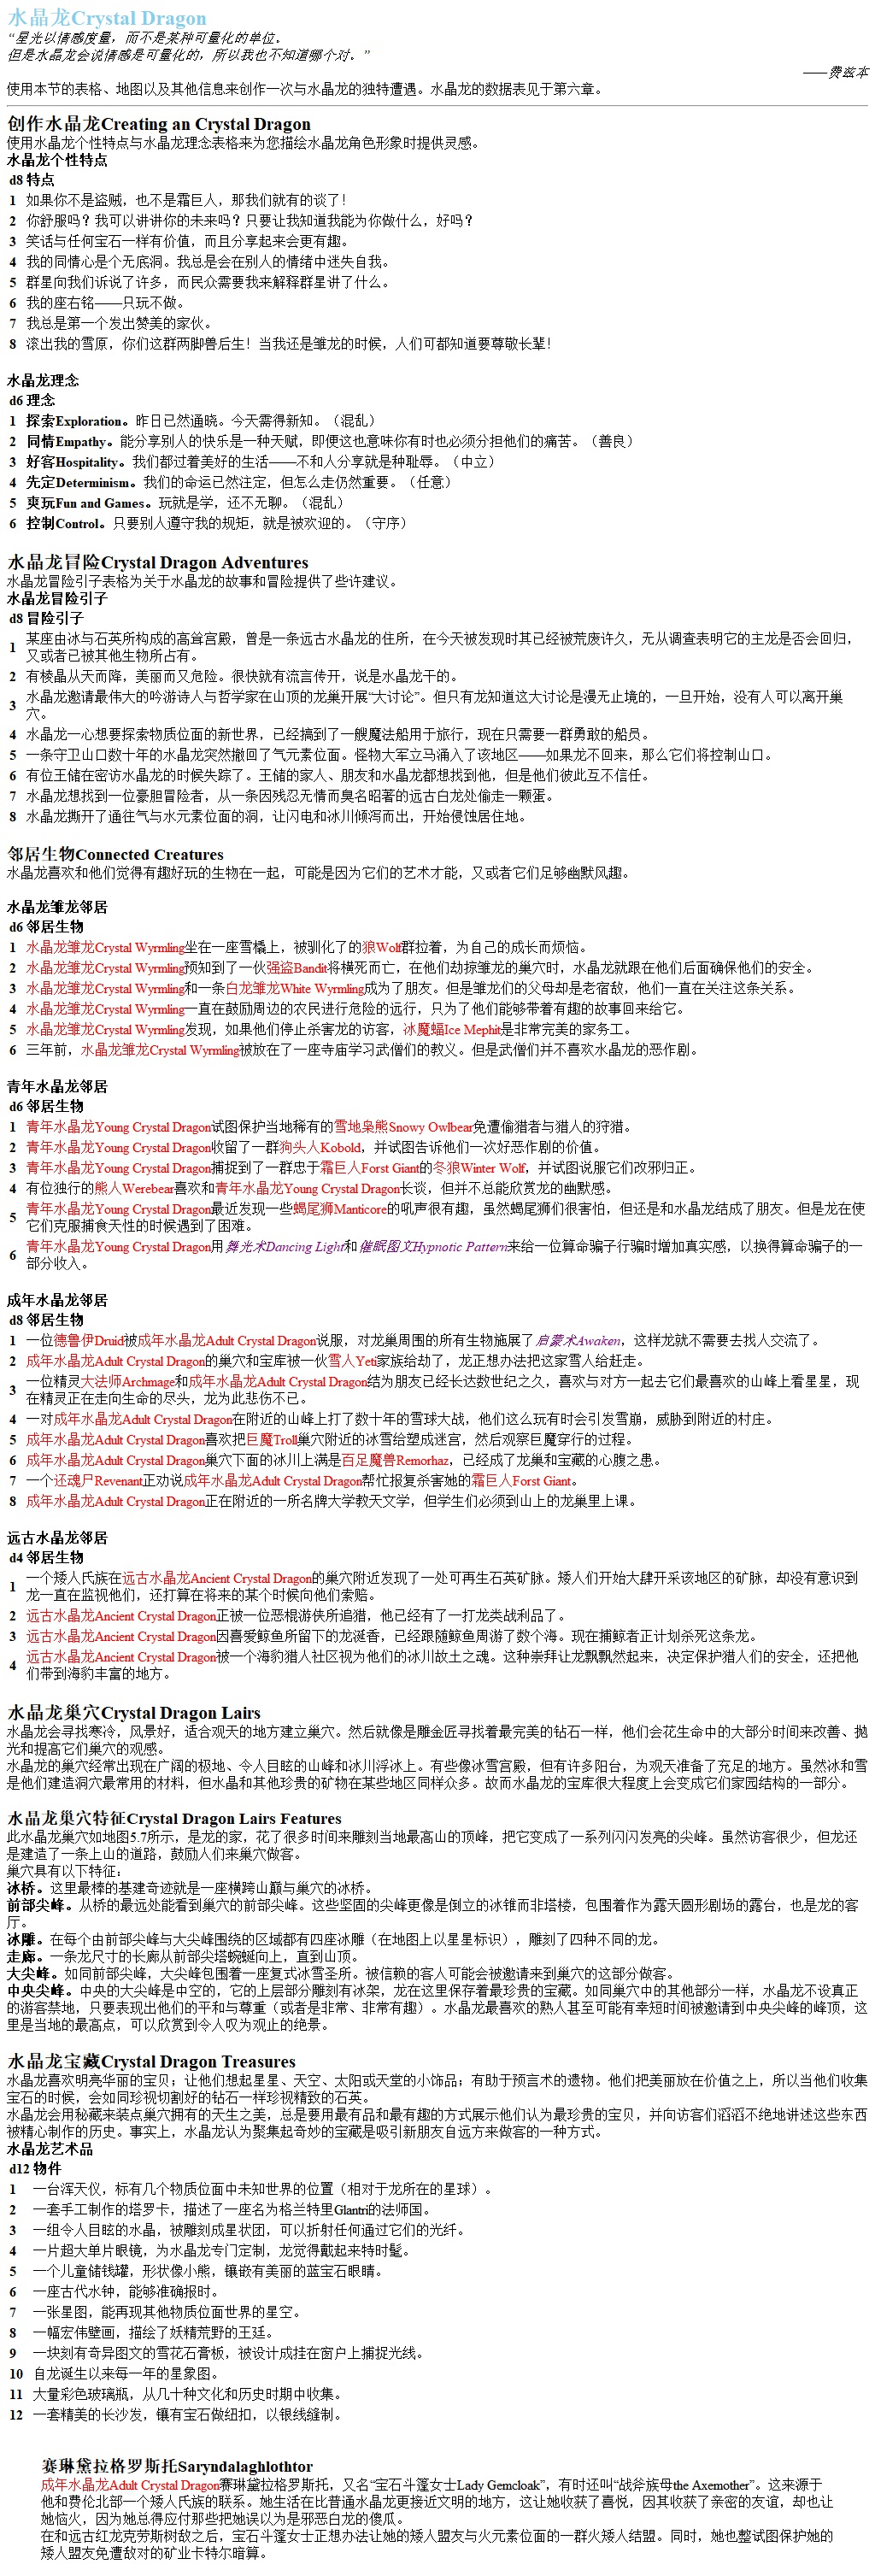 水晶龙Crystal Dragon
“星光以情感度量，而不是某种可量化的单位。
但是水晶龙会说情感是可量化的，所以我也不知道哪个对。”
——费兹本
使用本节的表格、地图以及其他信息来创作一次与水晶龙的独特遭遇。水晶龙的数据表见于第六章。
创作水晶龙Creating an Crystal Dragon
使用水晶龙个性特点与水晶龙理念表格来为您描绘水晶龙角色形象时提供灵感。
水晶龙个性特点
d8 特点
1 如果你不是盗贼，也不是霜巨人，那我们就有的谈了！
2 你舒服吗？我可以讲讲你的未来吗？只要让我知道我能为你做什么，好吗？
3 笑话与任何宝石一样有价值，而且分享起来会更有趣。
4 我的同情心是个无底洞。我总是会在别人的情绪中迷失自我。
5 群星向我们诉说了许多，而民众需要我来解释群星讲了什么。
6 我的座右铭——只玩不做。
7 我总是第一个发出赞美的家伙。
8 滚出我的雪原，你们这群两脚兽后生！当我还是雏龙的时候，人们可都知道要尊敬长辈！
水晶龙理念
d6 理念
1 探索Exploration。昨日已然通晓。今天需得新知。（混乱）
2 同情Empathy。能分享别人的快乐是一种天赋，即便这也意味你有时也必须分担他们的痛苦。（善良）
3 好客Hospitality。我们都过着美好的生活——不和人分享就是种耻辱。（中立）
4 先定Determinism。我们的命运已然注定，但怎么走仍然重要。（任意）
5 爽玩Fun and Games。玩就是学，还不无聊。（混乱）
6 控制Control。只要别人遵守我的规矩，就是被欢迎的。（守序）
水晶龙冒险Crystal Dragon Adventures
水晶龙冒险引子表格为关于水晶龙的故事和冒险提供了些许建议。
水晶龙冒险引子
d8 冒险引子
1 某座由冰与石英所构成的高耸宫殿，曾是一条远古水晶龙的住所，在今天被发现时其已经被荒废许久，无从调查表明它的主龙是否会回归，
又或者已被其他生物所占有。
2 有棱晶从天而降，美丽而又危险。很快就有流言传开，说是水晶龙干的。
3 水晶龙邀请最伟大的吟游诗人与哲学家在山顶的龙巢开展“大讨论”。但只有龙知道这大讨论是漫无止境的，一旦开始，没有人可以离开巢
穴。
4 水晶龙一心想要探索物质位面的新世界，已经搞到了一艘魔法船用于旅行，现在只需要一群勇敢的船员。
5 一条守卫山口数十年的水晶龙突然撤回了气元素位面。怪物大军立马涌入了该地区——如果龙不回来，那么它们将控制山口。
6 有位王储在密访水晶龙的时候失踪了。王储的家人、朋友和水晶龙都想找到他，但是他们彼此互不信任。
7 水晶龙想找到一位豪胆冒险者，从一条因残忍无情而臭名昭著的远古白龙处偷走一颗蛋。
8 水晶龙撕开了通往气与水元素位面的洞，让闪电和冰川倾泻而出，开始侵蚀居住地。
邻居生物Connected Creatures
水晶龙喜欢和他们觉得有趣好玩的生物在一起，可能是因为它们的艺术才能，又或者它们足够幽默风趣。
水晶龙雏龙邻居
d6 邻居生物
1 水晶龙雏龙Crystal Wyrmling坐在一座雪橇上，被驯化了的狼Wolf群拉着，为自己的成长而烦恼。
2 水晶龙雏龙Crystal Wyrmling预知到了一伙强盗Bandit将横死而亡，在他们劫掠雏龙的巢穴时，水晶龙就跟在他们后面确保他们的安全。
3 水晶龙雏龙Crystal Wyrmling和一条白龙雏龙White Wyrmling成为了朋友。但是雏龙们的父母却是老宿敌，他们一直在关注这条关系。
4 水晶龙雏龙Crystal Wyrmling一直在鼓励周边的农民进行危险的远行，只为了他们能够带着有趣的故事回来给它。
5 水晶龙雏龙Crystal Wyrmling发现，如果他们停止杀害龙的访客，冰魔蝠Ice Mephit是非常完美的家务工。
6 三年前，水晶龙雏龙Crystal Wyrmling被放在了一座寺庙学习武僧们的教义。但是武僧们并不喜欢水晶龙的恶作剧。
青年水晶龙邻居
d6 邻居生物
1 青年水晶龙Young Crystal Dragon试图保护当地稀有的雪地枭熊Snowy Owlbear免遭偷猎者与猎人的狩猎。
2 青年水晶龙Young Crystal Dragon收留了一群狗头人Kobold，并试图告诉他们一次好恶作剧的价值。
3 青年水晶龙Young Crystal Dragon捕捉到了一群忠于霜巨人Forst Giant的冬狼Winter Wolf，并试图说服它们改邪归正。
4 有位独行的熊人Werebear喜欢和青年水晶龙Young Crystal Dragon长谈，但并不总能欣赏龙的幽默感。
5 青年水晶龙Young Crystal Dragon最近发现一些蝎尾狮Manticore的吼声很有趣，虽然蝎尾狮们很害怕，但还是和水晶龙结成了朋友。但是龙在使
它们克服捕食天性的时候遇到了困难。
6 青年水晶龙Young Crystal Dragon用舞光术Dancing Light和催眠图文Hypnotic Pattern来给一位算命骗子行骗时增加真实感，以换得算命骗子的一
部分收入。
成年水晶龙邻居
d8 邻居生物
1 一位德鲁伊Druid被成年水晶龙Adult Crystal Dragon说服，对龙巢周围的所有生物施展了启蒙术Awaken，这样龙就不需要去找人交流了。
2 成年水晶龙Adult Crystal Dragon的巢穴和宝库被一伙雪人Yeti家族给劫了，龙正想办法把这家雪人给赶走。
3 一位精灵大法师Archmage和成年水晶龙Adult Crystal Dragon结为朋友已经长达数世纪之久，喜欢与对方一起去它们最喜欢的山峰上看星星，现
在精灵正在走向生命的尽头，龙为此悲伤不已。
4 一对成年水晶龙Adult Crystal Dragon在附近的山峰上打了数十年的雪球大战，他们这么玩有时会引发雪崩，威胁到附近的村庄。
5 成年水晶龙Adult Crystal Dragon喜欢把巨魔Troll巢穴附近的冰雪给塑成迷宫，然后观察巨魔穿行的过程。
6 成年水晶龙Adult Crystal Dragon巢穴下面的冰川上满是百足魔兽Remorhaz，已经成了龙巢和宝藏的心腹之患。
7 一个还魂尸Revenant正劝说成年水晶龙Adult Crystal Dragon帮忙报复杀害她的霜巨人Forst Giant。
8 成年水晶龙Adult Crystal Dragon正在附近的一所名牌大学教天文学，但学生们必须到山上的龙巢里上课。
远古水晶龙邻居
d4 邻居生物
1 一个矮人氏族在远古水晶龙Ancient Crystal Dragon的巢穴附近发现了一处可再生石英矿脉。矮人们开始大肆开采该地区的矿脉，却没有意识到
龙一直在监视他们，还打算在将来的某个时候向他们索赔。
2 远古水晶龙Ancient Crystal Dragon正被一位恶棍游侠所追猎，他已经有了一打龙类战利品了。
3 远古水晶龙Ancient Crystal Dragon因喜爱鲸鱼所留下的龙涎香，已经跟随鲸鱼周游了数个海。现在捕鲸者正计划杀死这条龙。
4 远古水晶龙Ancient Crystal Dragon被一个海豹猎人社区视为他们的冰川故土之魂。这种崇拜让龙飘飘然起来，决定保护猎人们的安全，还把他
们带到海豹丰富的地方。
水晶龙巢穴Crystal Dragon Lairs
水晶龙会寻找寒冷，风景好，适合观天的地方建立巢穴。然后就像是雕金匠寻找着最完美的钻石一样，他们会花生命中的大部分时间来改善、抛
光和提高它们巢穴的观感。
水晶龙的巢穴经常出现在广阔的极地、令人目眩的山峰和冰川浮冰上。有些像冰雪宫殿，但有许多阳台，为观天准备了充足的地方。虽然冰和雪
是他们建造洞穴最常用的材料，但水晶和其他珍贵的矿物在某些地区同样众多。故而水晶龙的宝库很大程度上会变成它们家园结构的一部分。
水晶龙巢穴特征Crystal Dragon Lairs Features
此水晶龙巢穴如地图5.7所示，是龙的家，花了很多时间来雕刻当地最高山的顶峰，把它变成了一系列闪闪发亮的尖峰。虽然访客很少，但龙还
是建造了一条上山的道路，鼓励人们来巢穴做客。
巢穴具有以下特征：
冰桥。这里最棒的基建奇迹就是一座横跨山巅与巢穴的冰桥。
前部尖峰。从桥的最远处能看到巢穴的前部尖峰。这些坚固的尖峰更像是倒立的冰锥而非塔楼，包围着作为露天圆形剧场的露台，也是龙的客
厅。
冰雕。在每个由前部尖峰与大尖峰围绕的区域都有四座冰雕（在地图上以星星标识），雕刻了四种不同的龙。
走廊。一条龙尺寸的长廊从前部尖塔蜿蜒向上，直到山顶。
大尖峰。如同前部尖峰，大尖峰包围着一座复式冰雪圣所。被信赖的客人可能会被邀请来到巢穴的这部分做客。
中央尖峰。中央的大尖峰是中空的，它的上层部分雕刻有冰架，龙在这里保存着最珍贵的宝藏。如同巢穴中的其他部分一样，水晶龙不设真正
的游客禁地，只要表现出他们的平和与尊重（或者是非常、非常有趣）。水晶龙最喜欢的熟人甚至可能有幸短时间被邀请到中央尖峰的峰顶，这
里是当地的最高点，可以欣赏到令人叹为观止的绝景。
水晶龙宝藏Crystal Dragon Treasures
水晶龙喜欢明亮华丽的宝贝；让他们想起星星、天空、太阳或天堂的小饰品；有助于预言术的遗物。他们把美丽放在价值之上，所以当他们收集
宝石的时候，会如同珍视切割好的钻石一样珍视精致的石英。
水晶龙会用秘藏来装点巢穴拥有的天生之美，总是要用最有品和最有趣的方式展示他们认为最珍贵的宝贝，并向访客们滔滔不绝地讲述这些东西
被精心制作的历史。事实上，水晶龙认为聚集起奇妙的宝藏是吸引新朋友自远方来做客的一种方式。
水晶龙艺术品
d12 物件
1 一台浑天仪，标有几个物质位面中未知世界的位置（相对于龙所在的星球）。
2 一套手工制作的塔罗卡，描述了一座名为格兰特里Glantri的法师国。
3 一组令人目眩的水晶，被雕刻成星状团，可以折射任何通过它们的光纤。
4 一片超大单片眼镜，为水晶龙专门定制，龙觉得戴起来特时髦。
5 一个儿童储钱罐，形状像小熊，镶嵌有美丽的蓝宝石眼睛。
6 一座古代水钟，能够准确报时。
7 一张星图，能再现其他物质位面世界的星空。
8 一幅宏伟壁画，描绘了妖精荒野的王廷。
9 一块刻有奇异图文的雪花石膏板，被设计成挂在窗户上捕捉光线。
10 自龙诞生以来每一年的星象图。
11 大量彩色玻璃瓶，从几十种文化和历史时期中收集。
12 一套精美的长沙发，镶有宝石做纽扣，以银线缝制。
赛琳黛拉格罗斯托Saryndalaghlothtor
成年水晶龙Adult Crystal Dragon赛琳黛拉格罗斯托，又名“宝石斗篷女士Lady Gemcloak”，有时还叫“战斧族母the Axemother”。这来源于
他和费伦北部一个矮人氏族的联系。她生活在比普通水晶龙更接近文明的地方，这让她收获了喜悦，因其收获了亲密的友谊，却也让
她恼火，因为她总得应付那些把她误以为是邪恶白龙的傻瓜。
在和远古红龙克劳斯树敌之后，宝石斗篷女士正想办法让她的矮人盟友与火元素位面的一群火矮人结盟。同时，她也整试图保护她的
矮人盟友免遭敌对的矿业卡特尔暗算。